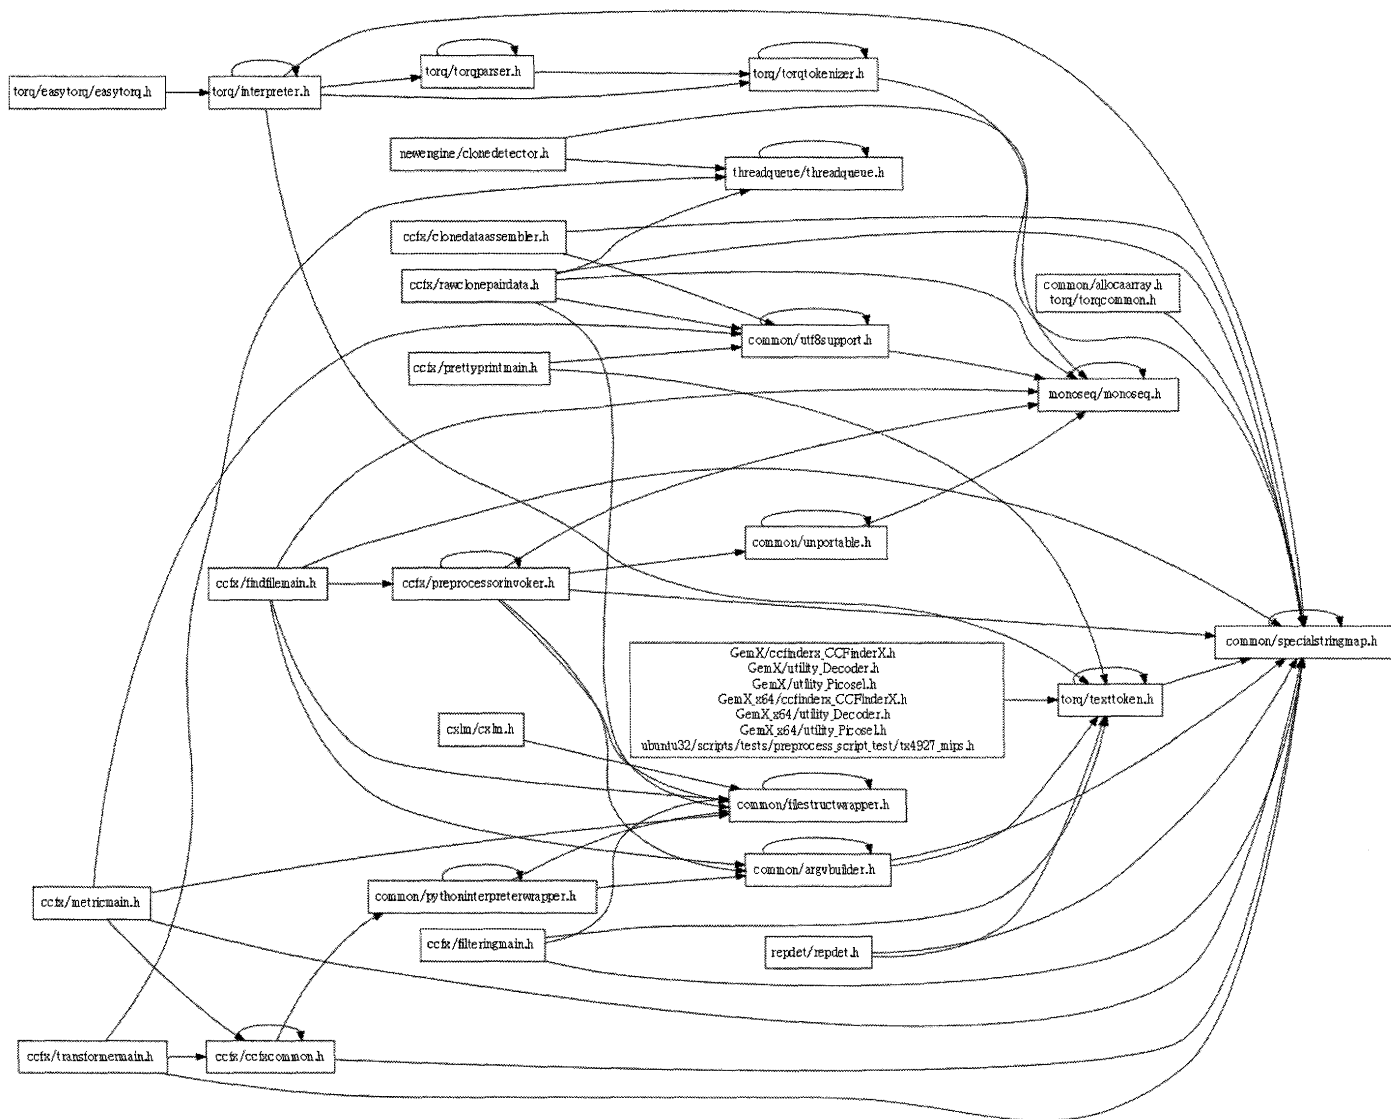 torq/easytorq/easytorq.h
torq/interpreter.h
torq/torqparser.h
torq/torqtokenizer.h
newengine/clonedetector.h
threadqueue/threadqueue.h
ccfx/clonedataassembler.h
ccfx/rawclonepairdata.h
common/allocaarray.h
torq/torqcommon.h
common/utf8support.h
ccfx/prettyprintmain.h
monoseq/monoseq.h
common/unportable.h
ccfx/findfilemain.h
ccfx/preprocessorinvoker.h
common/specialstringmap.h
GemX/ccfinderx_CCFinderX.h
GemX/utility_Decoder.h
GemX/utility_Picosel.h
GemX_x64/ccfinderx_CCFinderX.h
GemX_x64/utility_Decoder.h
GemX_x64/utility_Picosel.h
ubuntu32/scripts/tests/preprocess_script_test/tx4927_mips.h
torq/texttoken.h
cxlm/cxlm.h
common/filestructwrapper.h
common/argvbuilder.h
ccfx/metricmain.h
common/pythoninterpreterwrapper.h
ccfx/filteringmain.h
repdet/repdet.h
ccfx/transformermain.h
ccfx/ccfxcommon.h